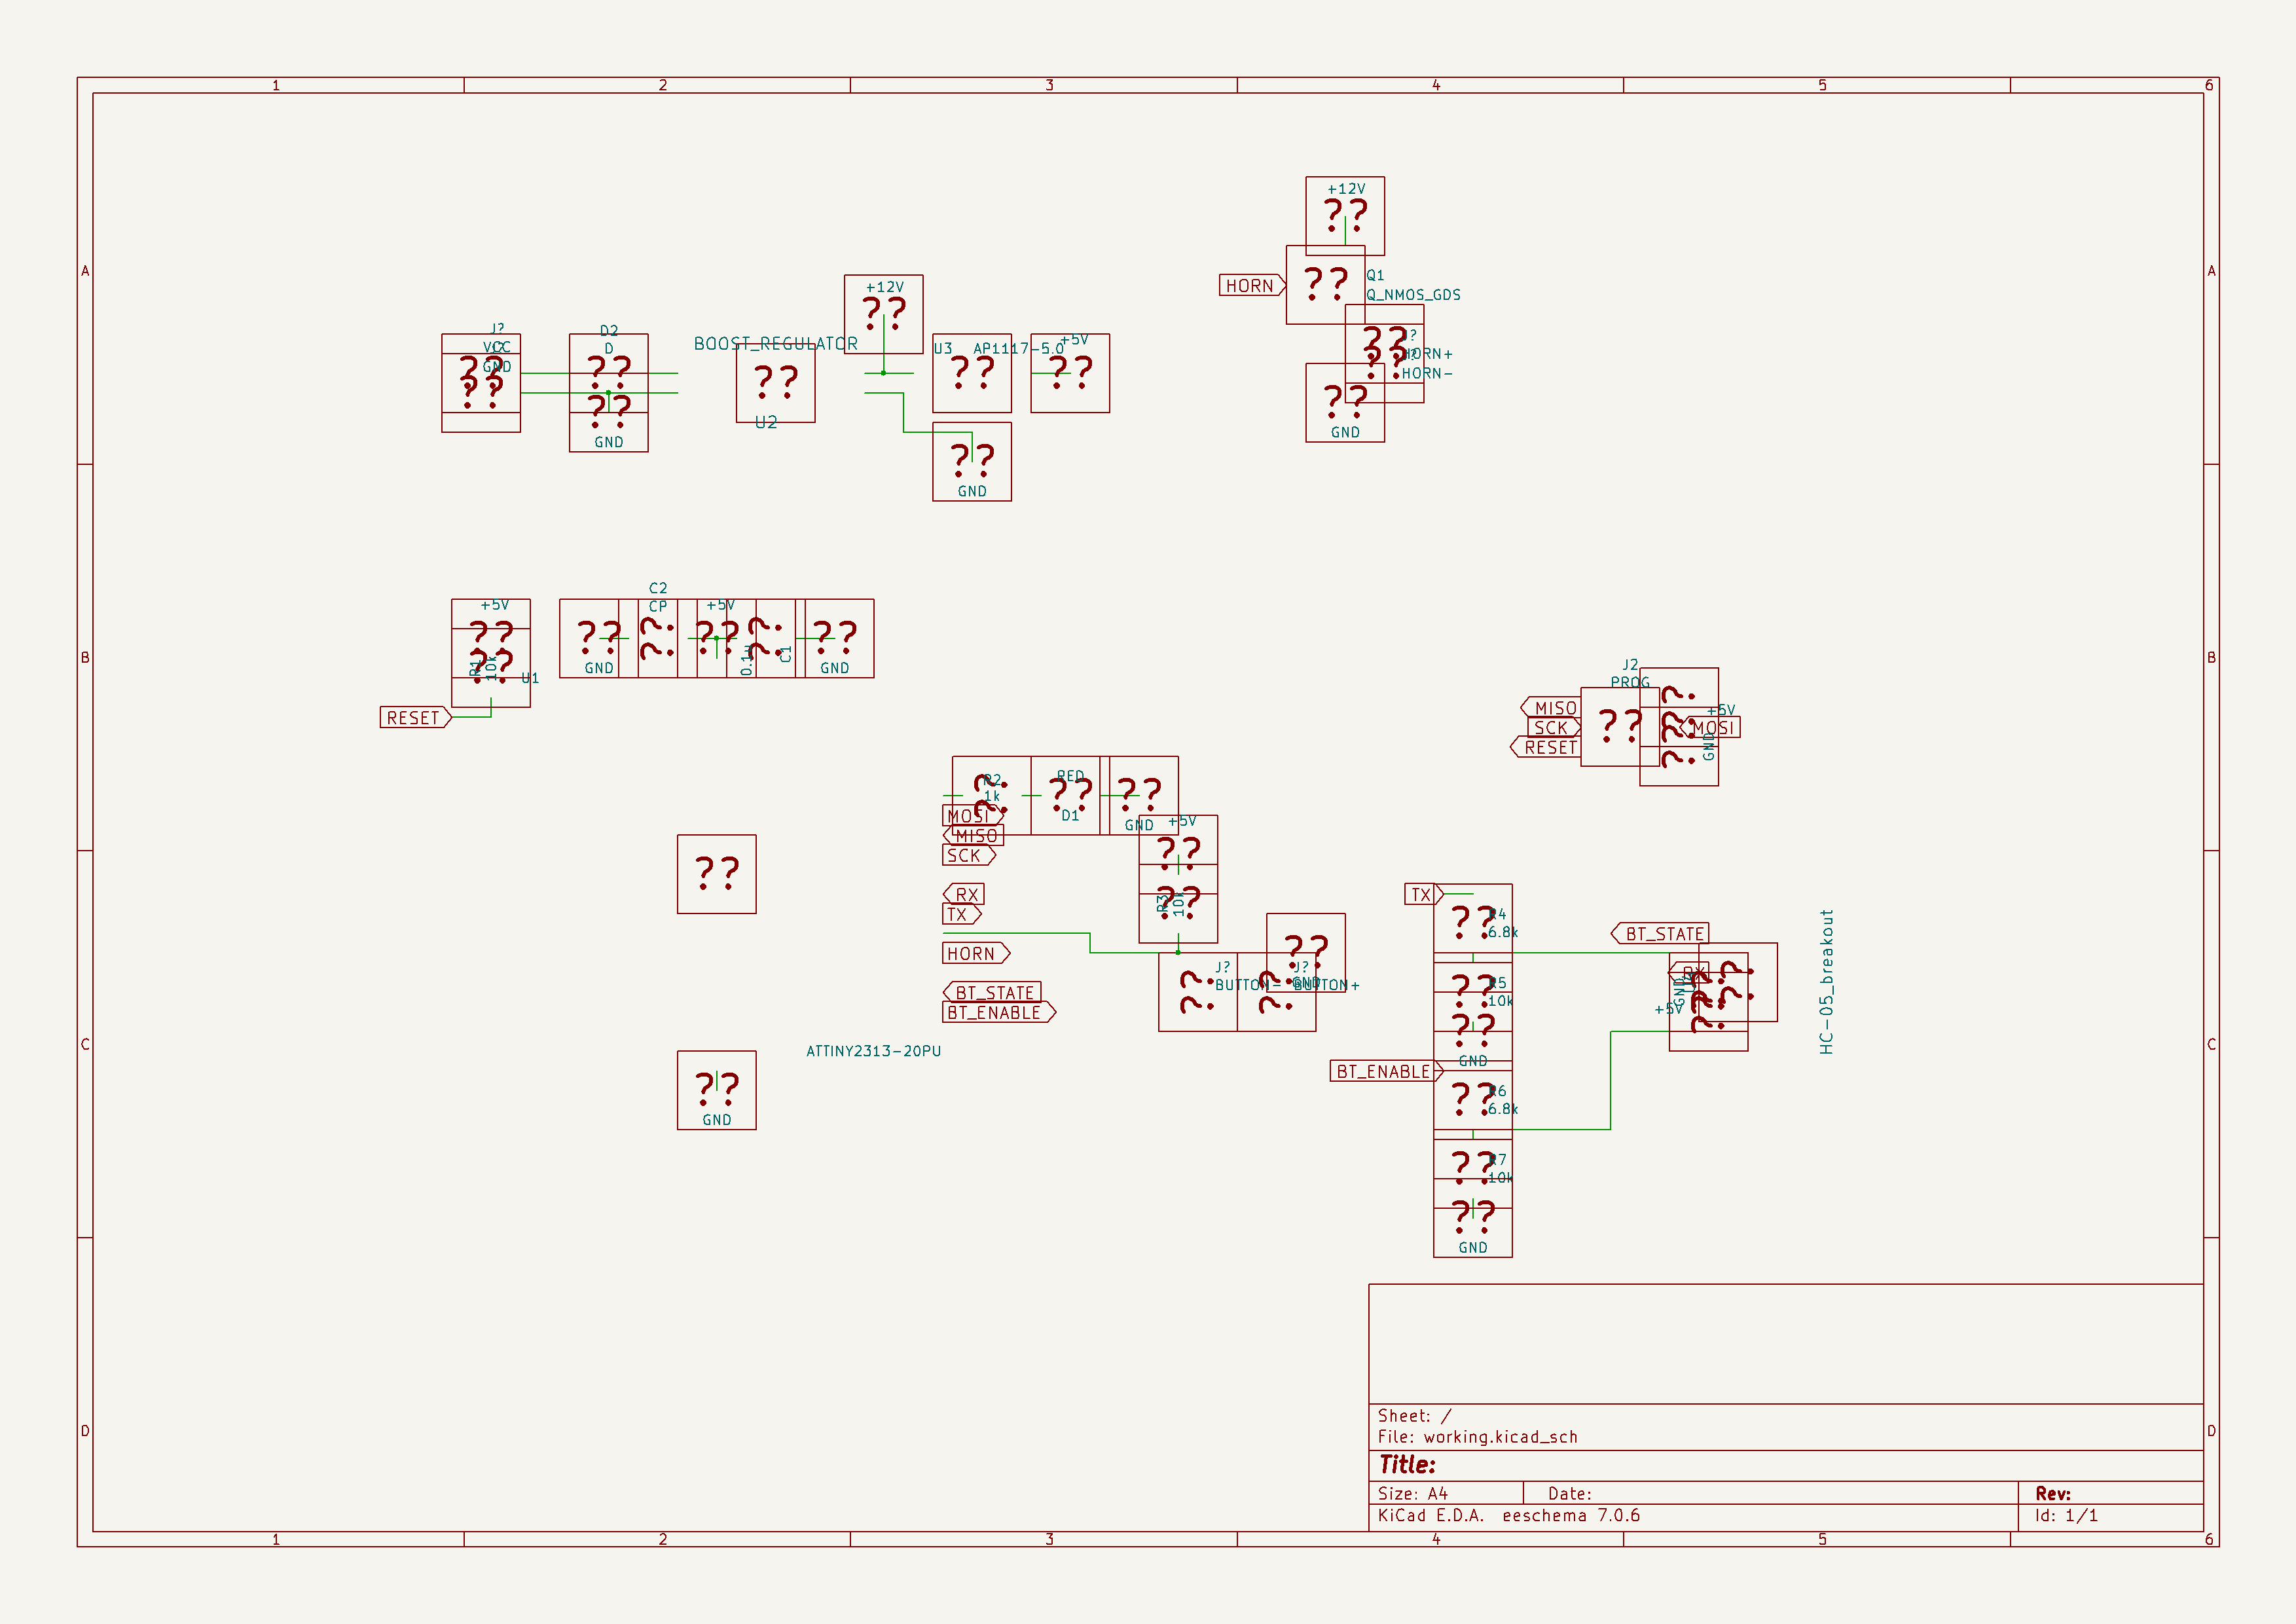 1 2 3 4 5 6
A A
+12V
??
HORN
??
Q1
Q_NMOS_GDS
+12V
??
J?
VCC
J?
GND
??
??
D2
D
??
??
GND
BOOST_REGULATOR
??
U2
U3 AP1117-5.0
??
+5V
??
??
GND
J?
HORN+
J?
HORN-
??
??
??
GND
B B
+5V
??
??
R1
10k
U1
RESET
??
GND
C2
CP
??
+5V
??
??
C1
??
GND
J2
PROG
MISO
SCK
RESET
??
??
+5V
MOSI
??
GND
R2
1k
??
RED
??
D1
??
GND
MOSI
MISO
SCK
RX
TX
HORN
BT_STATE
BT_ENABLE
??
ATTINY2313-20PU
??
GND
+5V
??
??
R3
10k
J?
BUTTON-
??
J?
BUTTON+
??
??
GND
TX
??
R4
6.8k
??
R5
10k
??
GND
BT_ENABLE
??
R6
6.8k
??
R7
10k
??
GND
BT_STATE
RX
GND
+5V
??
??
HC-05_breakout
C C
D D
Sheet: /
File: working.kicad_sch
Title:
Size: A4 Date: Rev:
KiCad E.D.A. eeschema 7.0.6 Id: 1/1
1 2 3 4 5 6